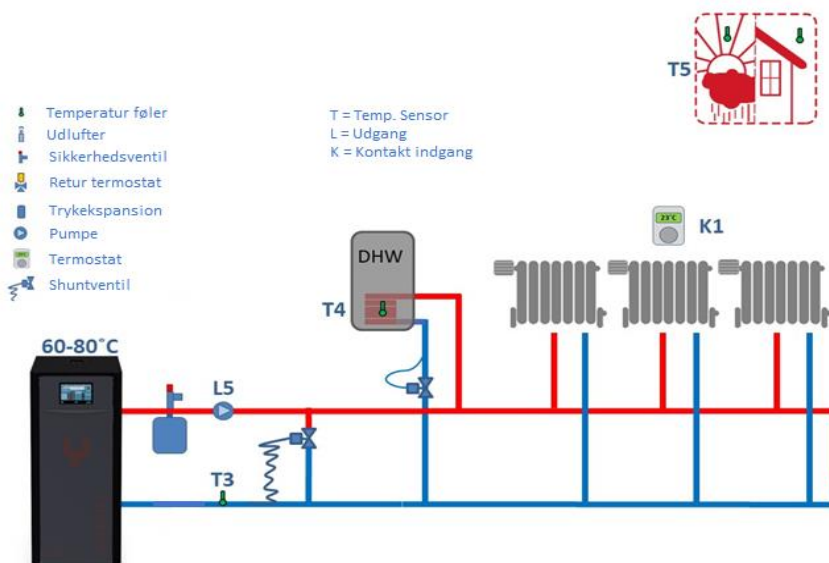 T5
Temperatur føler
Udlufter
Sikkerhedsventil
Retur termostat
Trykekspansion
Pumpe
Termostat
Shuntventil
T = Temp. Sensor
L = Udgang
K = Kontakt indgang
23°C
K1
DHW
T4
60-80°C
L5
T3